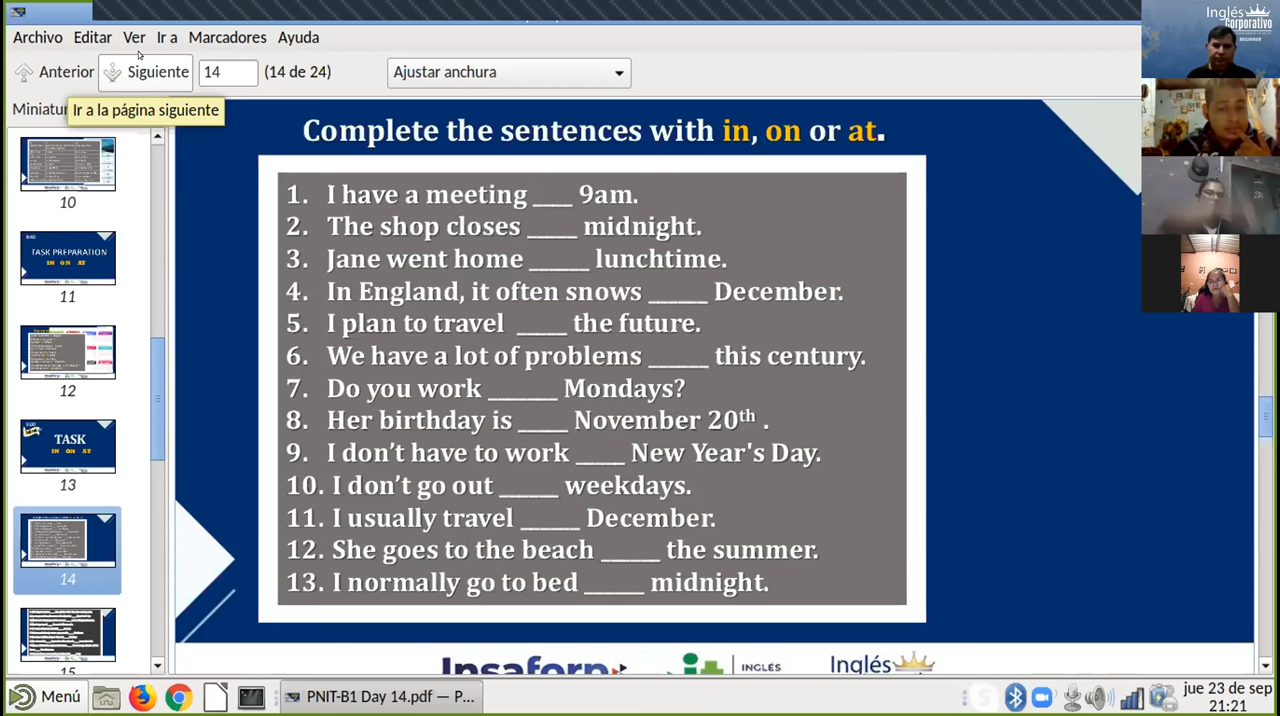 Archivo Editar Ver Ir a Marcadores Ayuda
Anterior Siguiente 14 (14 de 24) Ajustar anchura
Miniatu
Ir a la página siguiente
10
TASK PREPARATION
IN ON AT
11
12
TASK
IN ON AT
13
14
15
Complete the sentences with in, on or at.
1. I have a meeting ____ 9am.
2. The shop closes _____ midnight.
3. Jane went home ______ lunchtime.
4. In England, it often snows ______ December.
5. I plan to travel _____ the future.
6. We have a lot of problems ______ this century.
7. Do you work _______ Mondays?
8. Her birthday is _____ November 20th .
9. I don't have to work _____ New Year's Day.
10. I don't go out ______ weekdays.
11. I usually travel ______ December.
12. She goes to the beach ______ the summer.
13. I normally go to bed ______ midnight.
Insaforp INGLÉS Inglés
Inglés
Corporativo
BEGINNER
Menú PNIT-B1 Day 14.pdf — P... jue 23 de sep
21:21